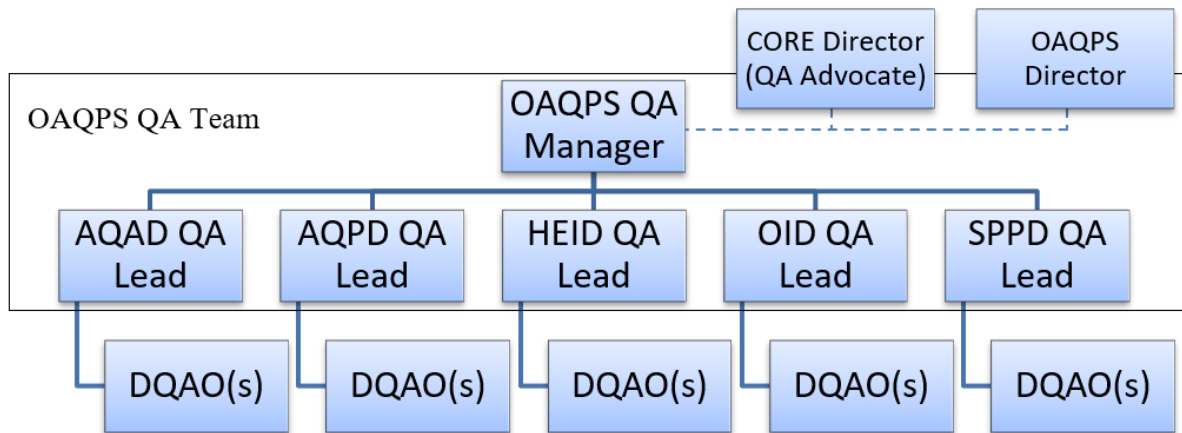 CORE Director
(QA Advocate)
OAQPS
Director
OAQPS QA Team
OAQPS QA
Manager
AQAD QA
Lead
AQPD QA
Lead
HEID QA
Lead
OID QA
Lead
SPPD QA
Lead
DQAO(s)
DQAO(s)
DQAO(s)
DQAO(s)
DQAO(s)